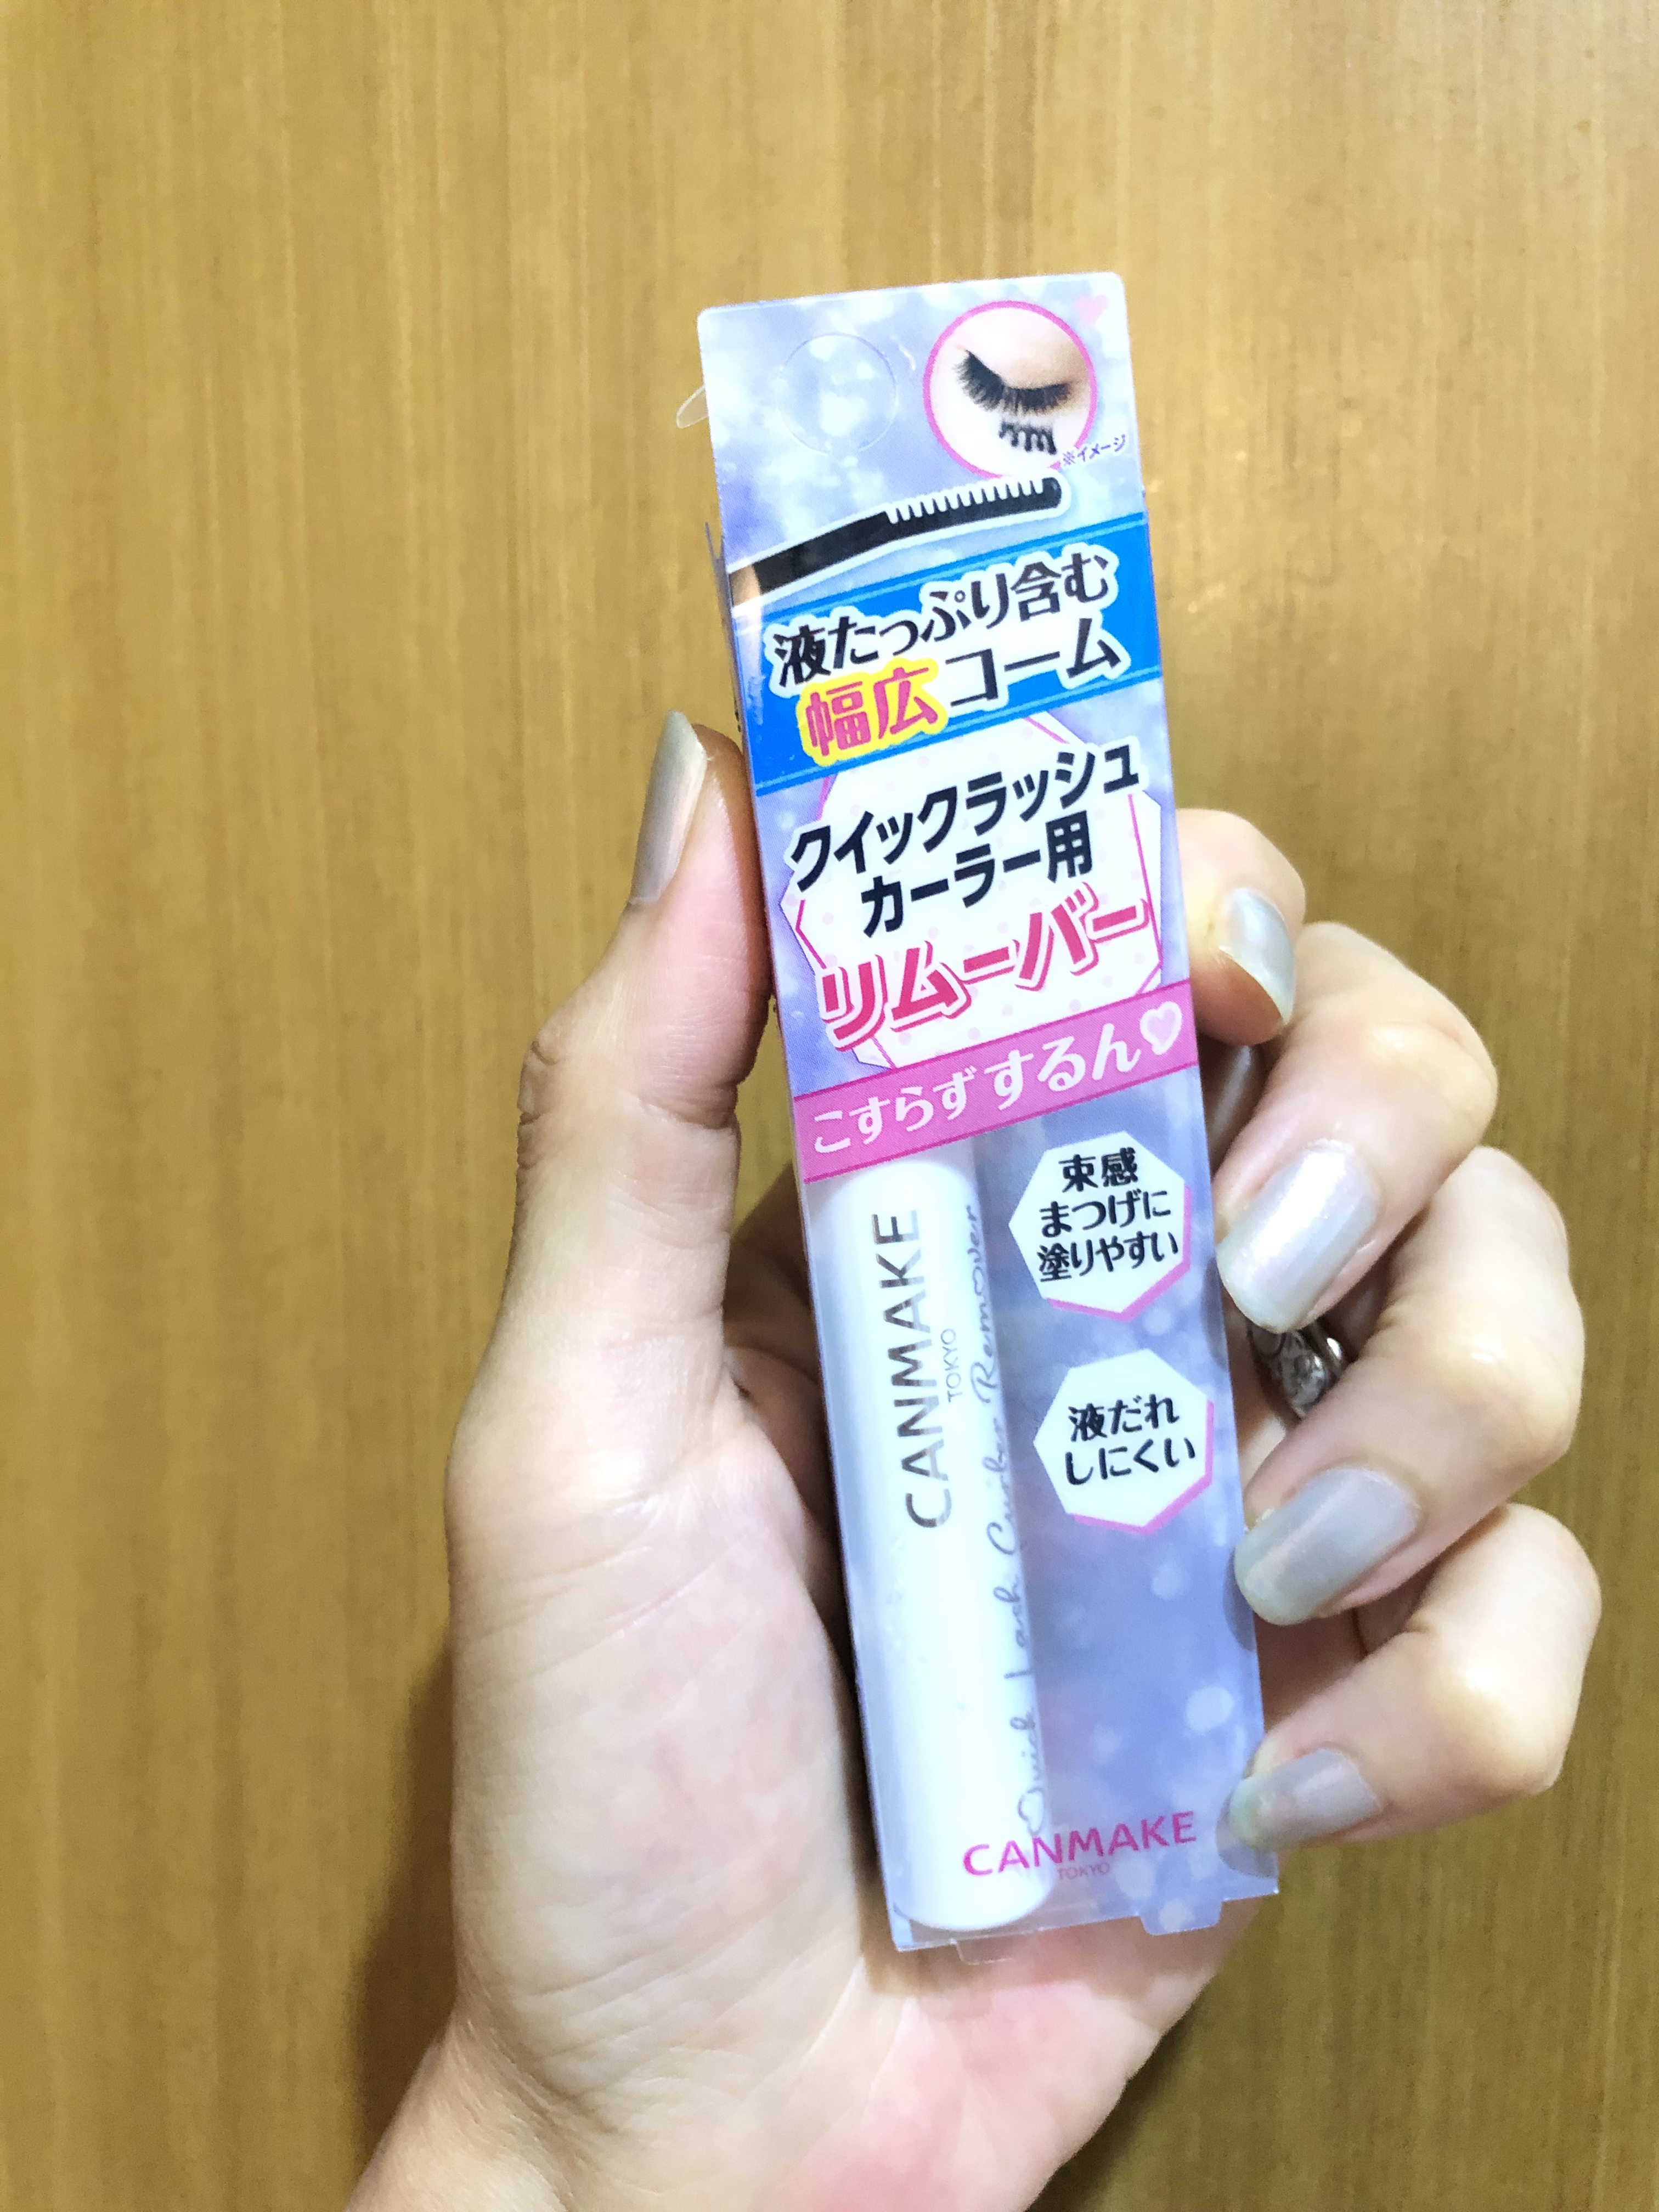 ※イメージ
液たっぷり含む
幅広コーム
クイックラッシュ
カーラー用
リムーバー
こすらずするん♡
束感
まつげに
塗りやすい
液だれ
しにくい
CANMAKE
TOKYO
Quick Lash Curler Remover
CANMAKE
TOKYO